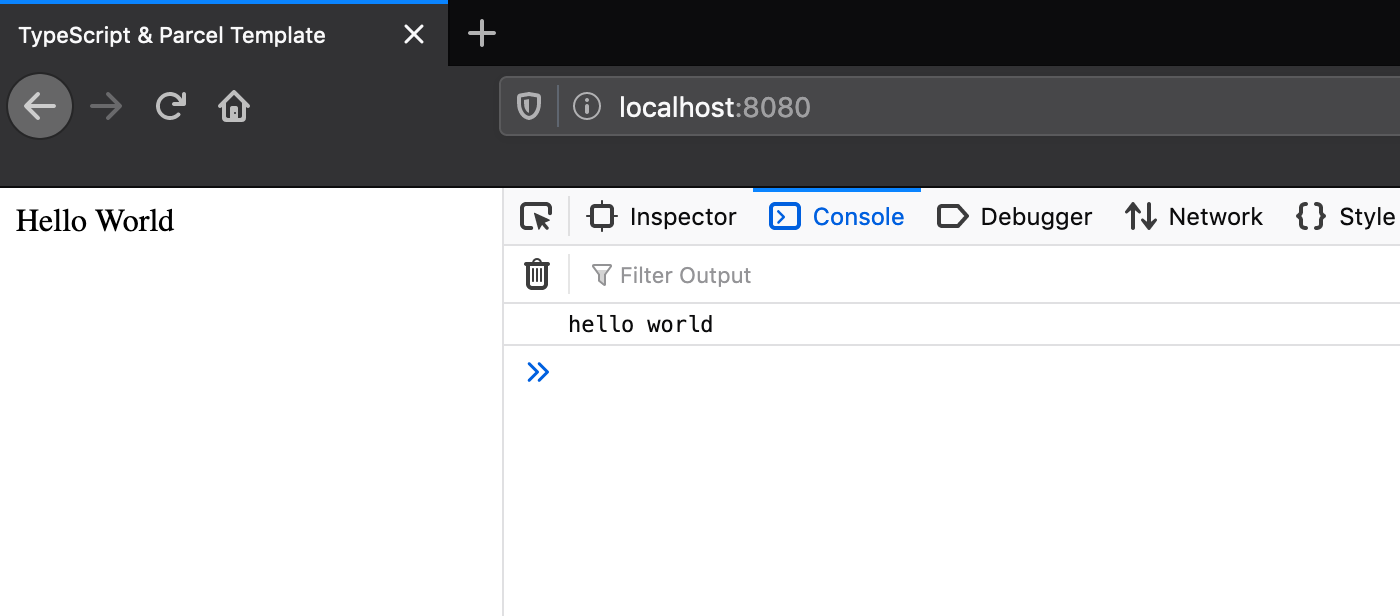 TypeScript & Parcel Template
localhost:8080
Hello World
Inspector Console Debugger Network Style
Filter Output
hello world